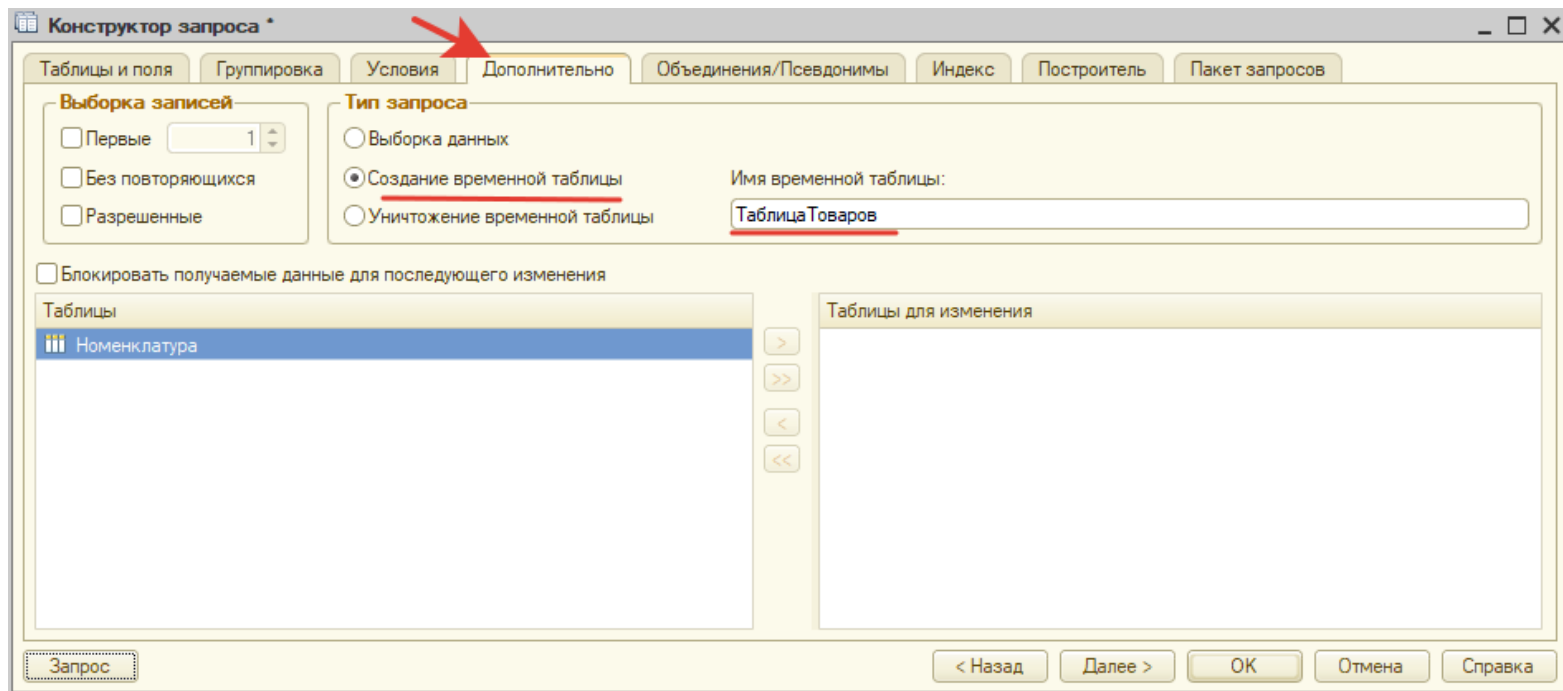 Конструктор запроса *
Таблицы и поля Группировка Условия Дополнительно Объединения/Псевдонимы Индекс Построитель Пакет запросов
Выборка записей Тип запроса
Первые 1 Выборка данных
Без повторяющихся Создание временной таблицы Имя временной таблицы:
Разрешенные Уничтожение временной таблицы ТаблицаТоваров
Блокировать получаемые данные для последующего изменения
Таблицы Таблицы для изменения
Номенклатура
>
>>
<
<<
Запрос < Назад Далее > OK Отмена Справка